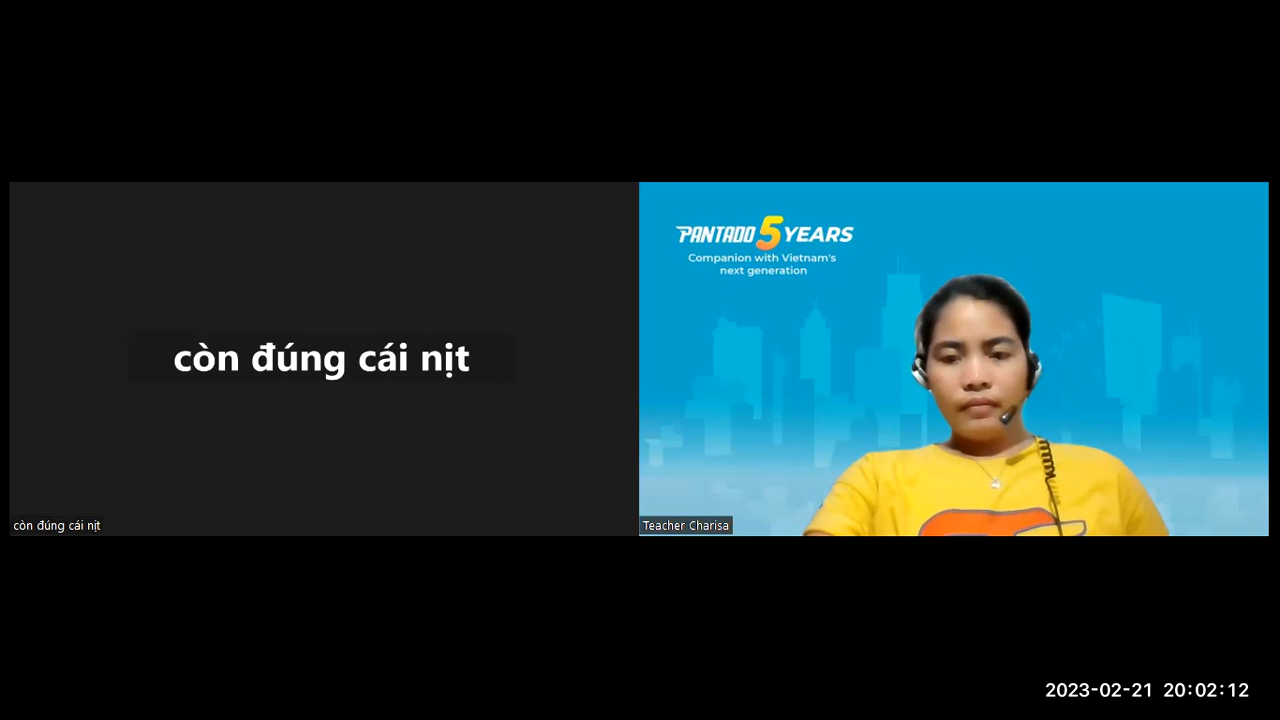 còn đúng cái nịt
còn đúng cái nịt
PANTADO 5 YEARS
Companion with Vietnam's
next generation
Teacher Charisa
2023-02-21 20:02:12